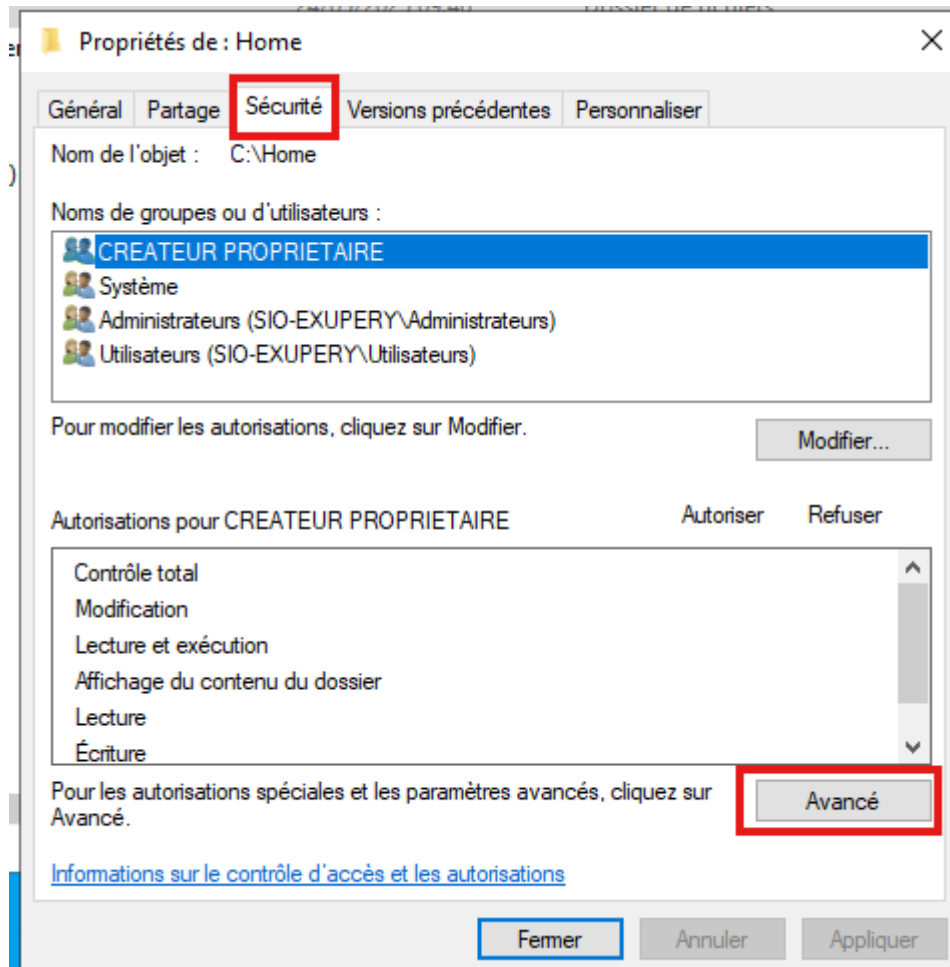 Propriétés de : Home
Général Partage Sécurité Versions précédentes Personnaliser
Nom de l'objet : C:\Home
Noms de groupes ou d'utilisateurs :
CREATEUR PROPRIETAIRE
Système
Administrateurs (SIO-EXUPERY\Administrateurs)
Utilisateurs (SIO-EXUPERY\Utilisateurs)
Pour modifier les autorisations, cliquez sur Modifier.
Modifier...
Autorisations pour CREATEUR PROPRIETAIRE Autoriser Refuser
Contrôle total
Modification
Lecture et exécution
Affichage du contenu du dossier
Lecture
Écriture
Pour les autorisations spéciales et les paramètres avancés, cliquez sur
Avancé.
Avancé
Informations sur le contrôle d'accès et les autorisations
Fermer Annuler Appliquer